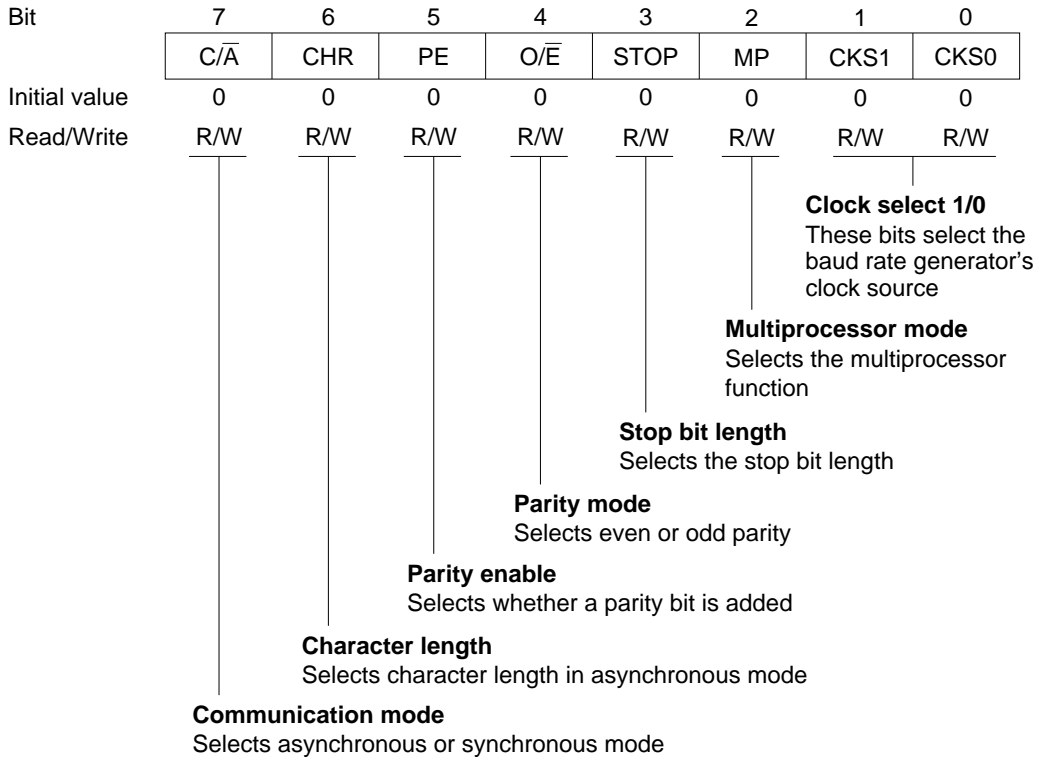 Bit 7 6 5 4 3 2 1 0
C/A̅ CHR PE O/E̅ STOP MP CKS1 CKS0
Initial value 0 0 0 0 0 0 0 0
Read/Write R/W R/W R/W R/W R/W R/W R/W R/W
Clock select 1/0
These bits select the
baud rate generator’s
clock source
Multiprocessor mode
Selects the multiprocessor
function
Stop bit length
Selects the stop bit length
Parity mode
Selects even or odd parity
Parity enable
Selects whether a parity bit is added
Character length
Selects character length in asynchronous mode
Communication mode
Selects asynchronous or synchronous mode